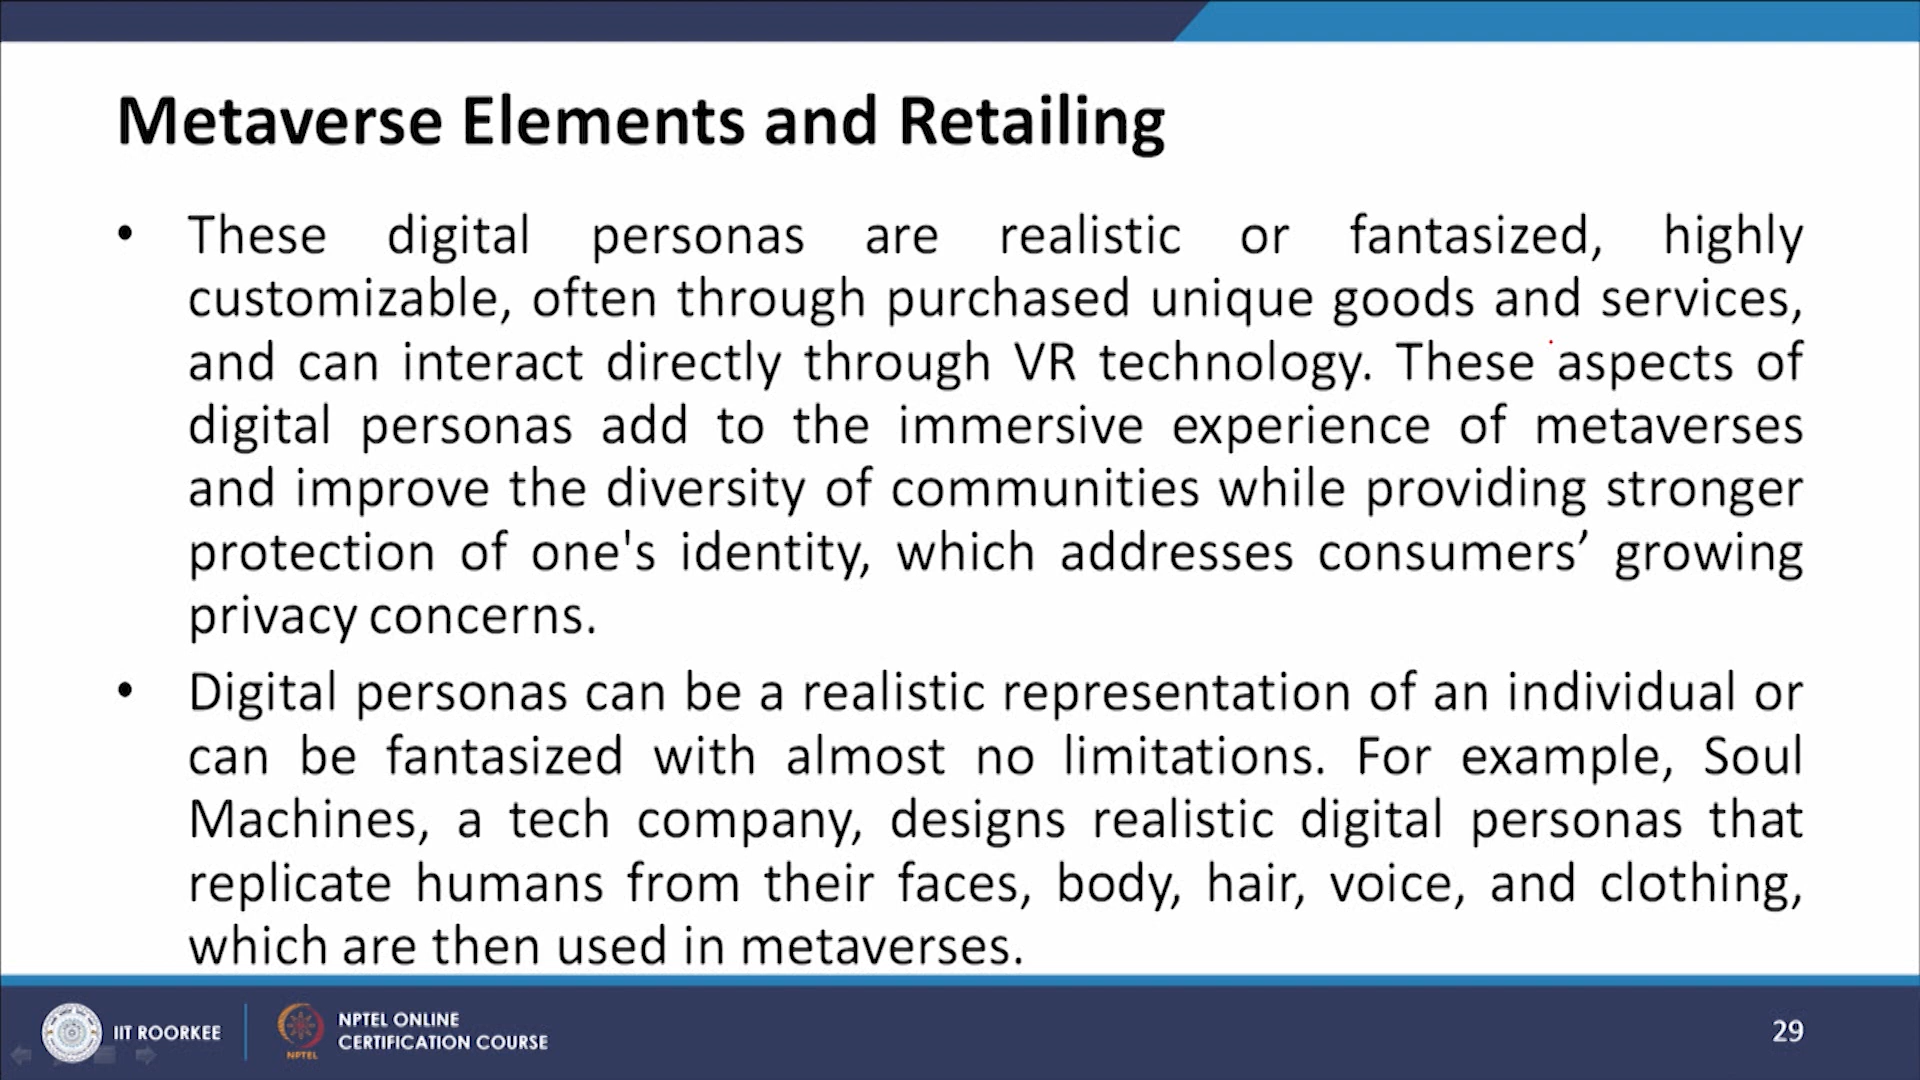 Metaverse Elements and Retailing
• These digital personas are realistic or fantasized, highly
customizable, often through purchased unique goods and services,
and can interact directly through VR technology. These aspects of
digital personas add to the immersive experience of metaverses
and improve the diversity of communities while providing stronger
protection of one's identity, which addresses consumers’ growing
privacy concerns.
• Digital personas can be a realistic representation of an individual or
can be fantasized with almost no limitations. For example, Soul
Machines, a tech company, designs realistic digital personas that
replicate humans from their faces, body, hair, voice, and clothing,
which are then used in metaverses.
IIT ROORKEE
NPTEL
NPTEL ONLINE
CERTIFICATION COURSE
29